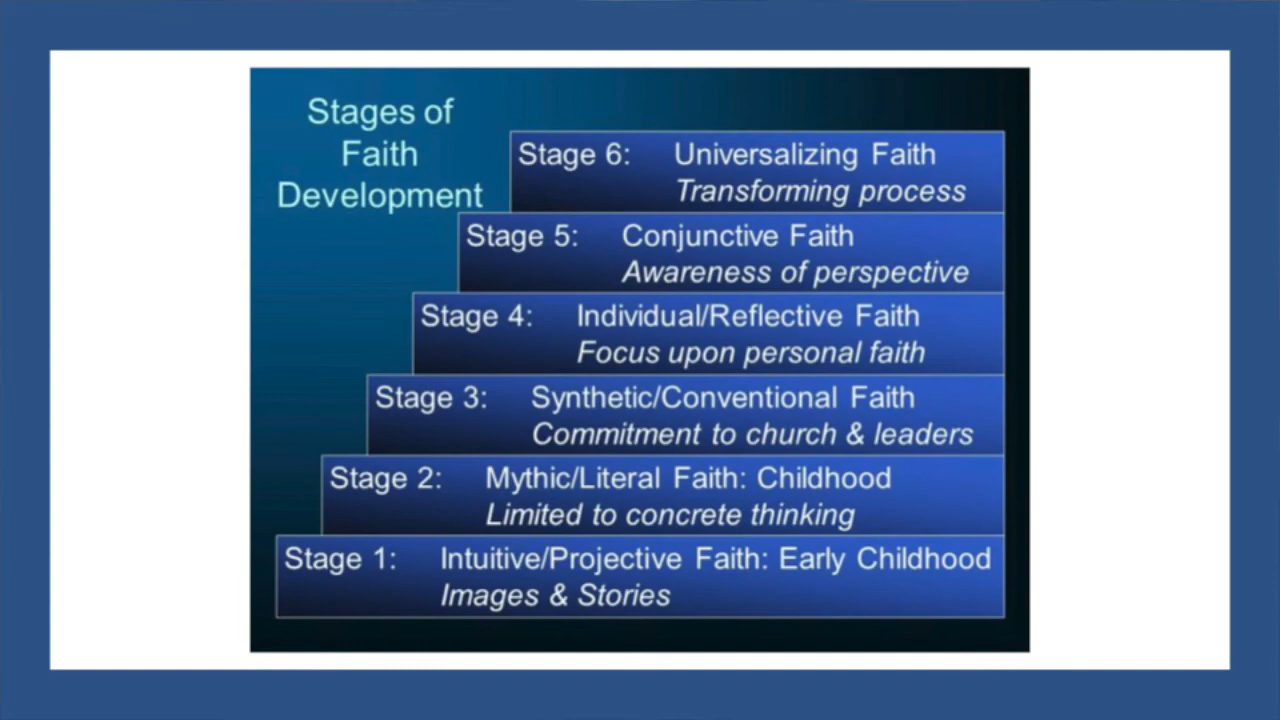 Stages of
Faith
Development
Stage 6: Universalizing Faith
Transforming process
Stage 5: Conjunctive Faith
Awareness of perspective
Stage 4: Individual/Reflective Faith
Focus upon personal faith
Stage 3: Synthetic/Conventional Faith
Commitment to church & leaders
Stage 2: Mythic/Literal Faith: Childhood
Limited to concrete thinking
Stage 1: Intuitive/Projective Faith: Early Childhood
Images & Stories